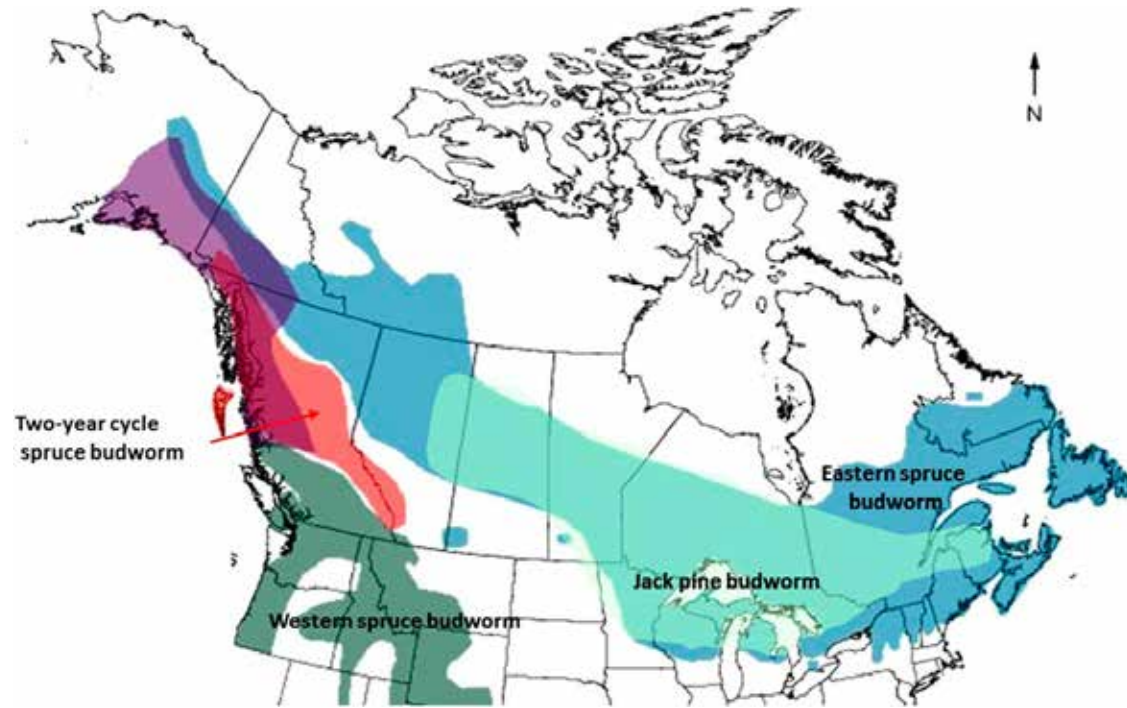 N
Two-year cycle
spruce budworm
Eastern spruce
budworm
Jack pine budworm
Western spruce budworm